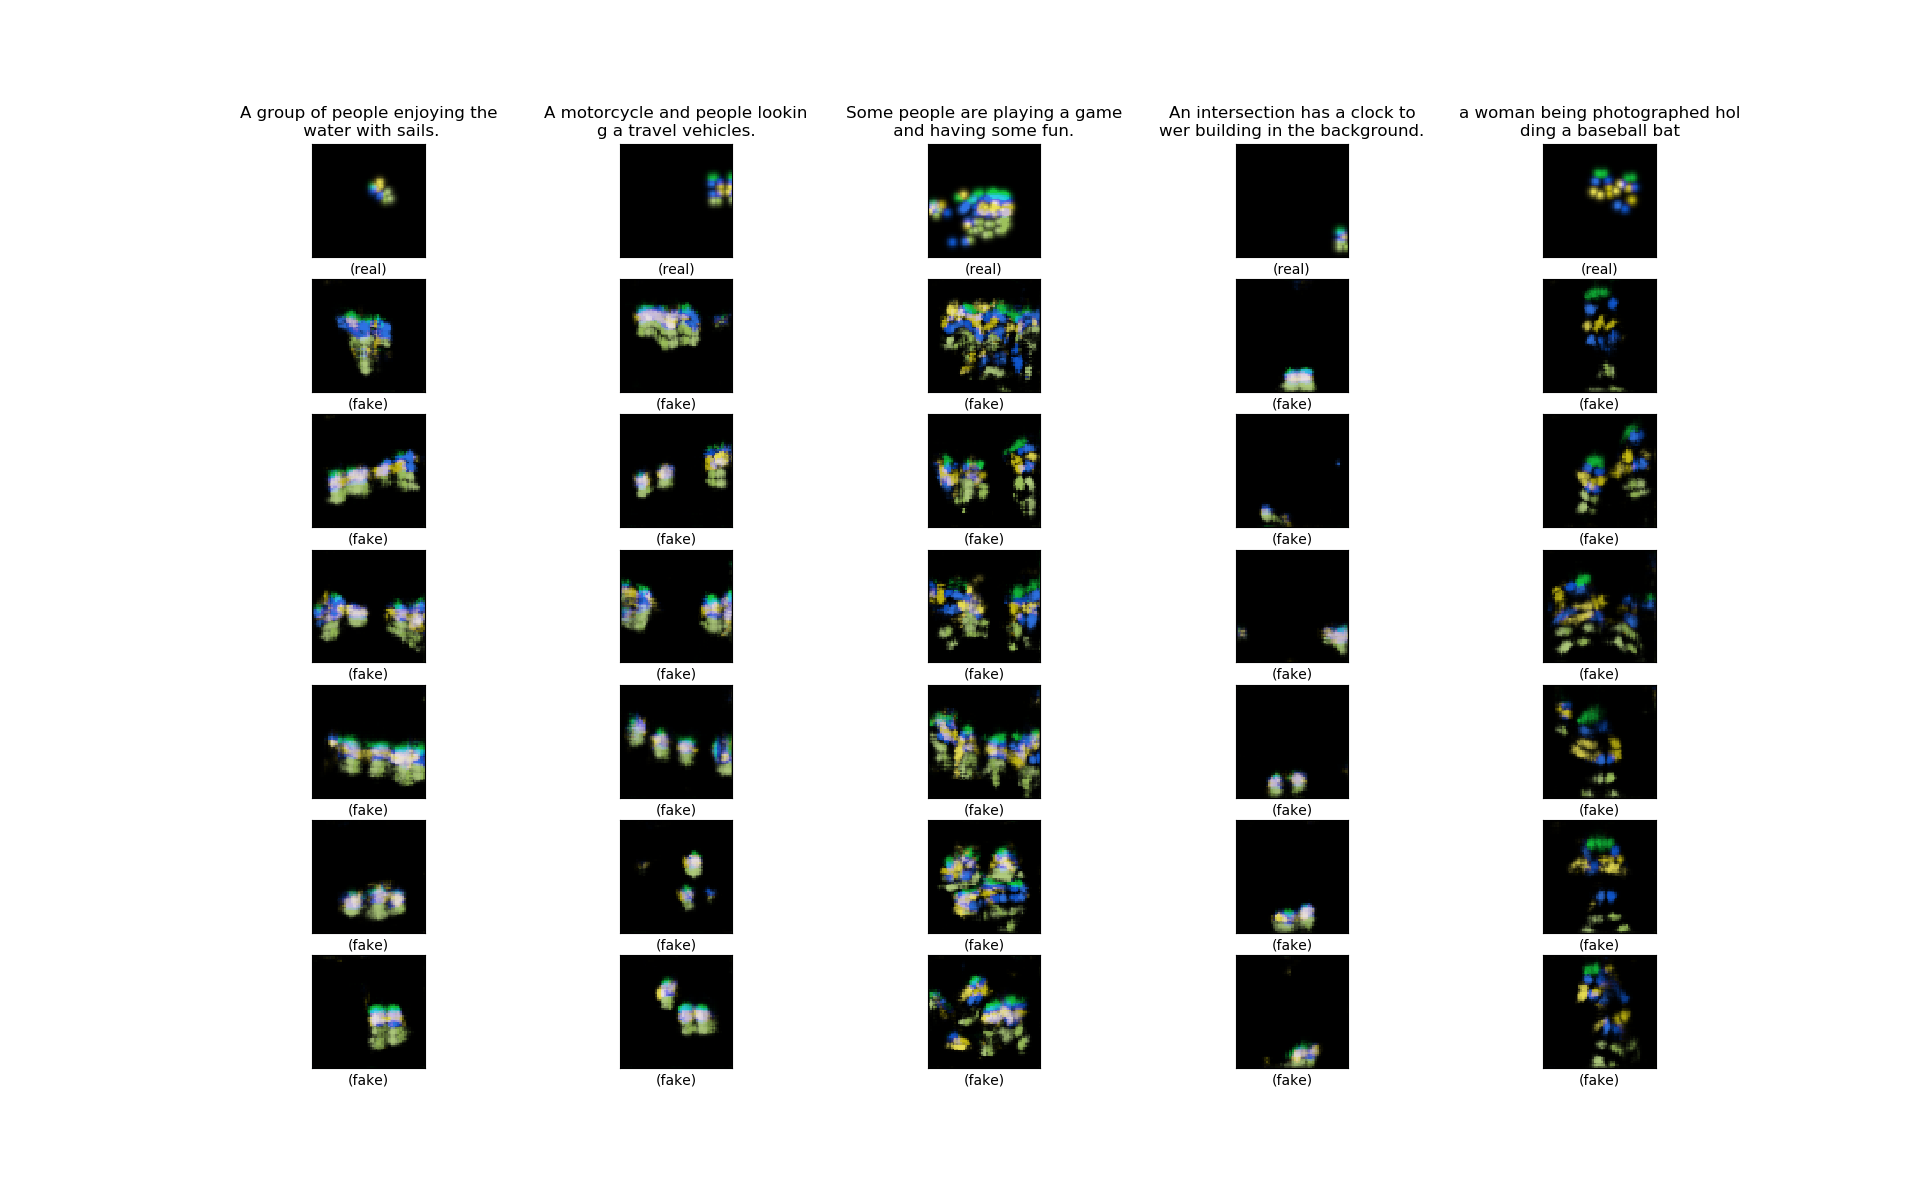 A group of people enjoying the
water with sails.
A motorcycle and people lookin
g a travel vehicles.
Some people are playing a game
and having some fun.
An intersection has a clock to
wer building in the background.
a woman being photographed hol
ding a baseball bat
(real) (real) (real) (real) (real)
(fake) (fake) (fake) (fake) (fake)
(fake) (fake) (fake) (fake) (fake)
(fake) (fake) (fake) (fake) (fake)
(fake) (fake) (fake) (fake) (fake)
(fake) (fake) (fake) (fake) (fake)
(fake) (fake) (fake) (fake) (fake)